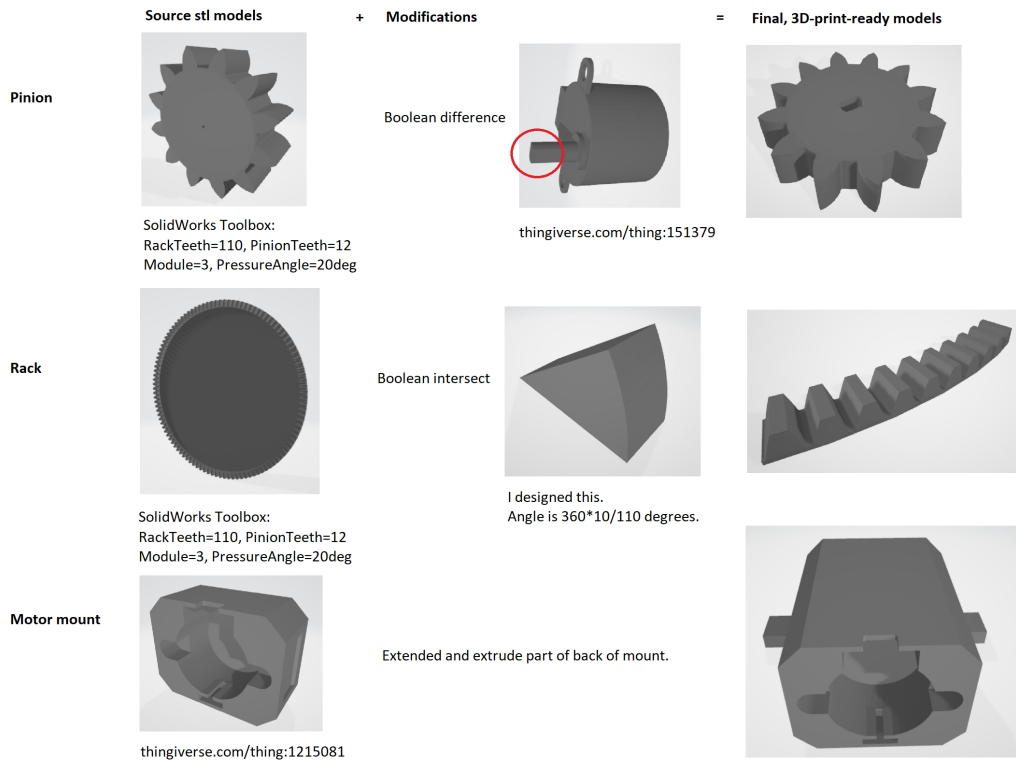 Source stl models + Modifications = Final, 3D-print-ready models
Pinion
Boolean difference
SolidWorks Toolbox:
RackTeeth=110, PinionTeeth=12
Module=3, PressureAngle=20deg
thingiverse.com/thing:151379
Rack
Boolean intersect
I designed this.
Angle is 360*10/110 degrees.
SolidWorks Toolbox:
RackTeeth=110, PinionTeeth=12
Module=3, PressureAngle=20deg
Motor mount
Extended and extrude part of back of mount.
thingiverse.com/thing:1215081